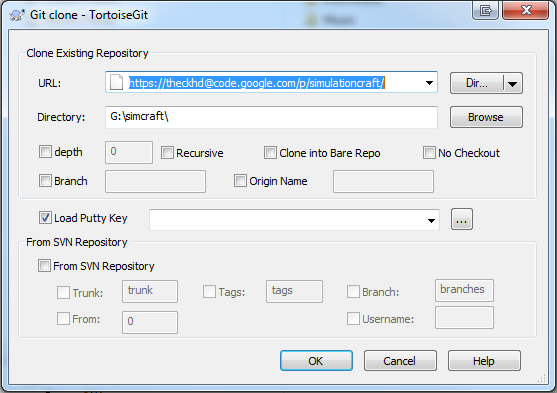 Git clone - TortoiseGit
Clone Existing Repository
URL: https://theckhd@code.google.com/p/simulationcraft/ Dir...
Directory: G:\simcraft\ Browse
depth 0 Recursive Clone into Bare Repo No Checkout
Branch Origin Name
Load Putty Key ...
From SVN Repository
From SVN Repository
Trunk: trunk Tags: tags Branch: branches
From: 0 Username:
OK Cancel Help